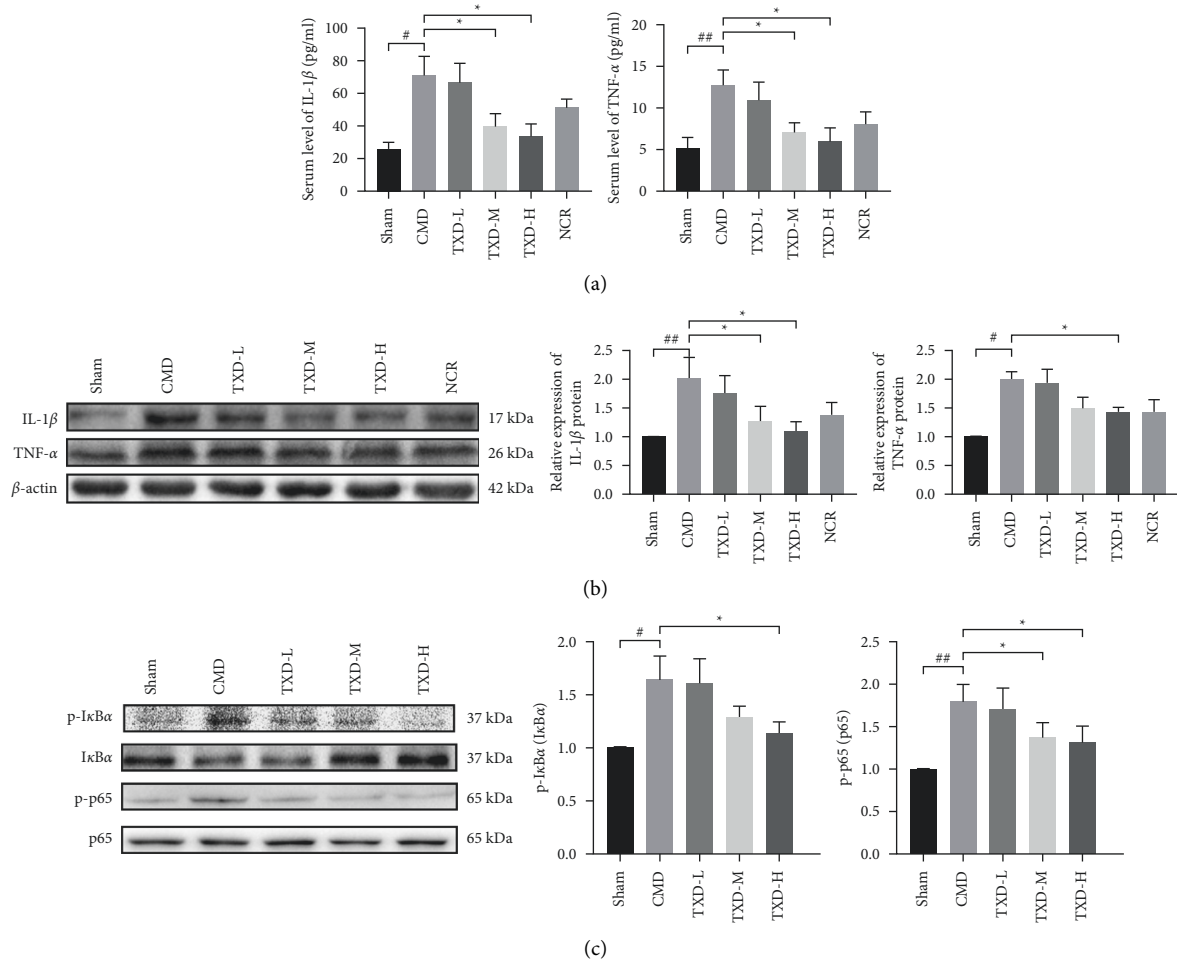 Serum level of IL-1β (pg/ml)
100
80
60
40
20
0
#
*
*
Sham
CMD
TXD-L
TXD-M
TXD-H
NCR
Serum level of TNF-α (pg/ml)
20
15
10
5
0
##
*
*
Sham
CMD
TXD-L
TXD-M
TXD-H
NCR
(a)
Sham
CMD
TXD-L
TXD-M
TXD-H
NCR
IL-1β
17 kDa
TNF-α
26 kDa
β-actin
42 kDa
Relative expression of
IL-1β protein
2.5
2.0
1.5
1.0
0.5
0.0
##
*
*
Sham
CMD
TXD-L
TXD-M
TXD-H
NCR
Relative expression of
TNF-α protein
2.5
2.0
1.5
1.0
0.5
0.0
#
*
Sham
CMD
TXD-L
TXD-M
TXD-H
NCR
(b)
Sham
CMD
TXD-L
TXD-M
TXD-H
p-IκBα
37 kDa
IκBα
37 kDa
p-p65
65 kDa
p65
65 kDa
p-IκBα (IκBα)
2.0
1.5
1.0
0.5
0.0
#
*
Sham
CMD
TXD-L
TXD-M
TXD-H
p-p65 (p65)
2.5
2.0
1.5
1.0
0.5
0.0
##
*
*
Sham
CMD
TXD-L
TXD-M
TXD-H
(c)